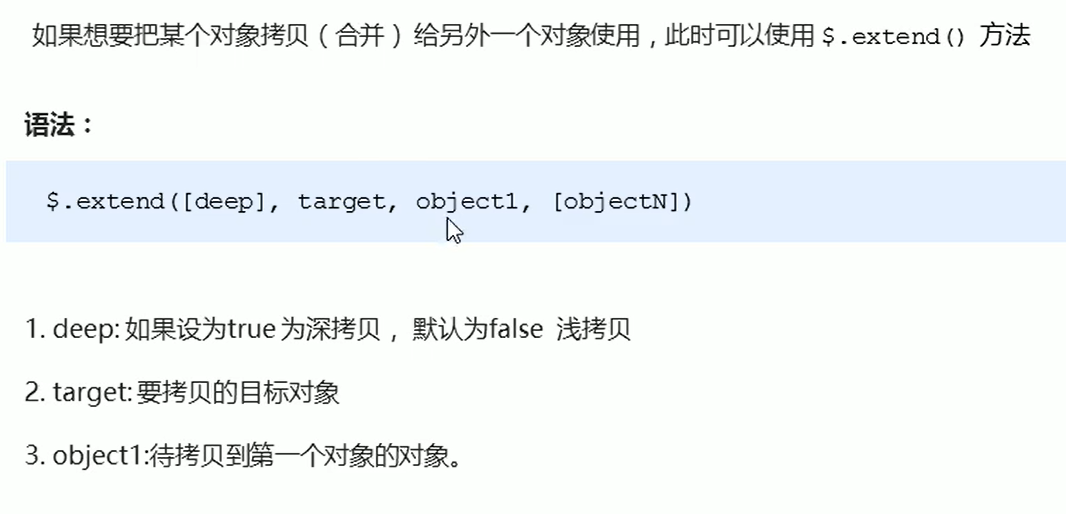 如果想要把某个对象拷贝（合并）给另外一个对象使用，此时可以使用 $.extend() 方法
语法：
$.extend([deep], target, object1, [objectN])
1. deep: 如果设为true 为深拷贝， 默认为false 浅拷贝
2. target: 要拷贝的目标对象
3. object1:待拷贝到第一个对象的对象。